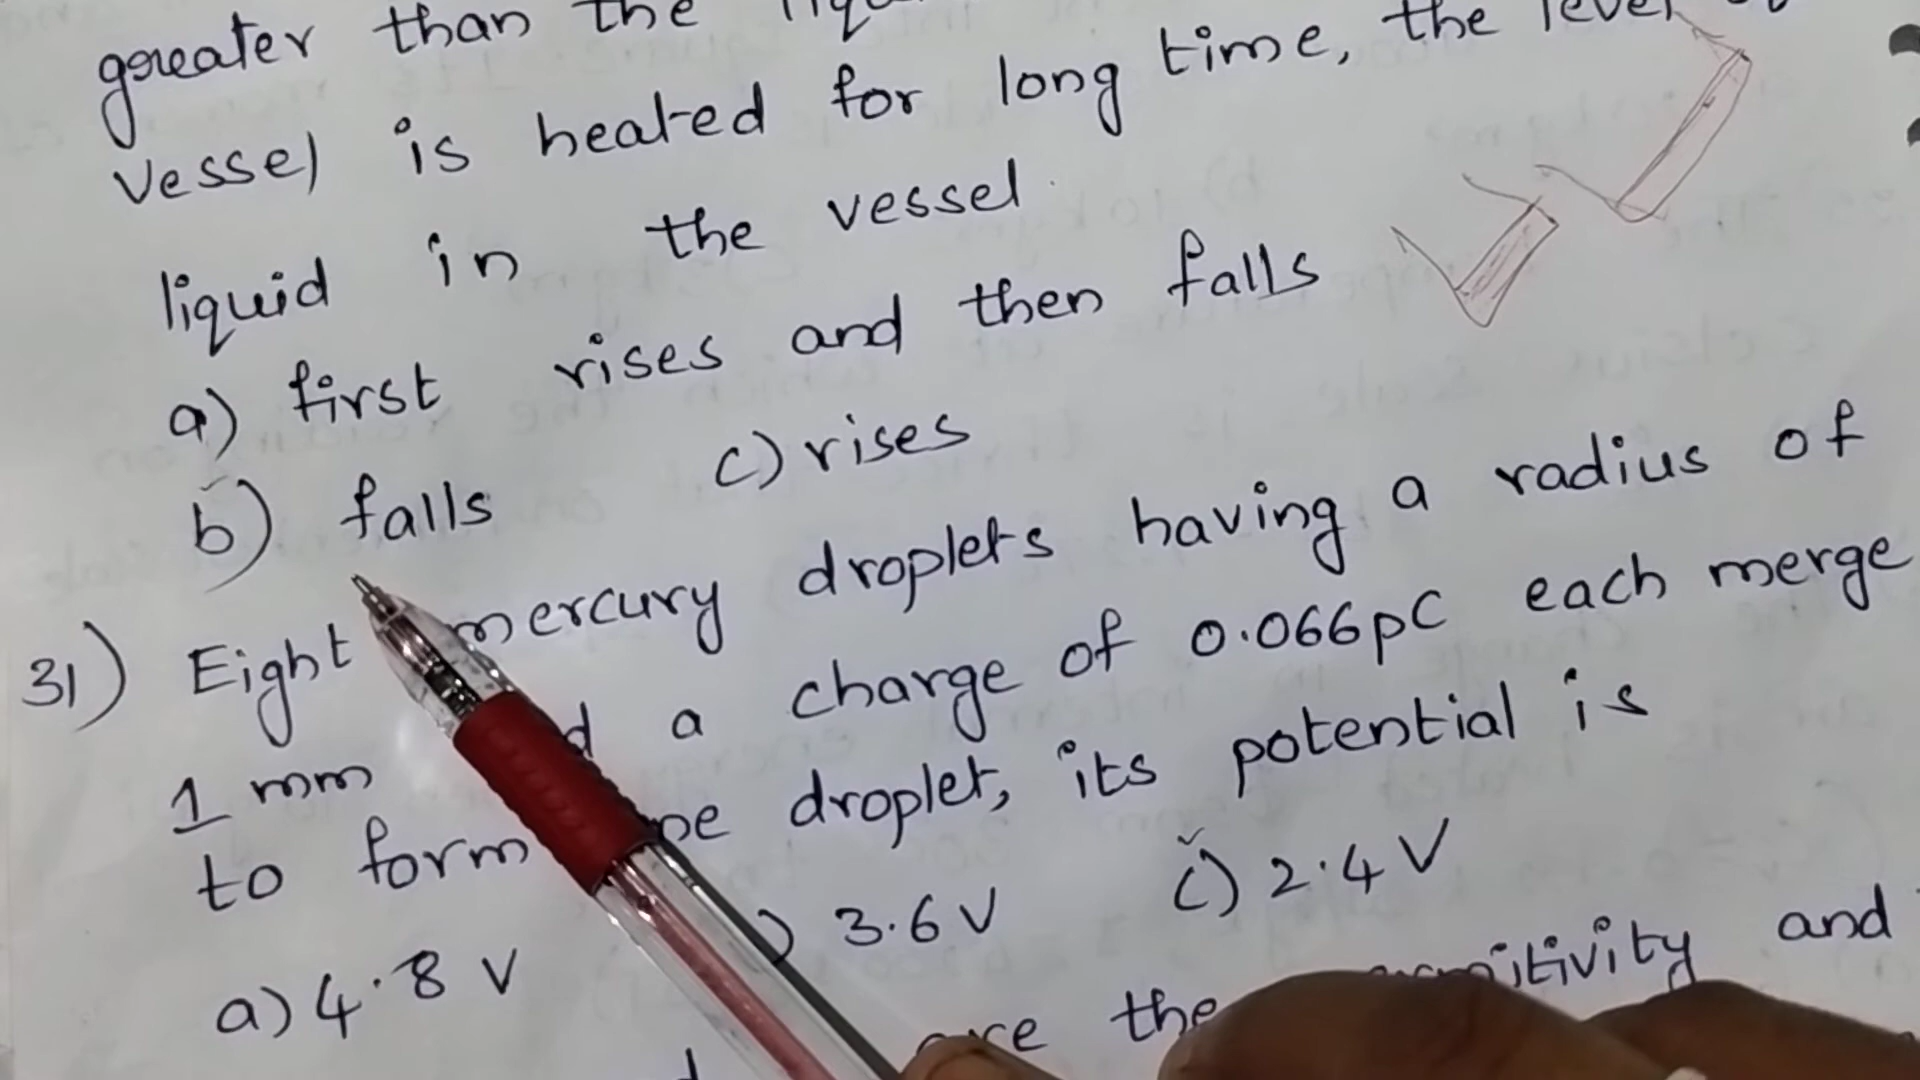 greater than the
vessel is heated for long time, the level
liquid in the vessel
a) first rises and then falls
b) falls c) rises
31) Eight mercury droplets having a radius of
1 mm a charge of 0.066pC each merge
to form droplet, its potential is
a) 4.8 V ) 3.6 V c) 2.4 V
the and